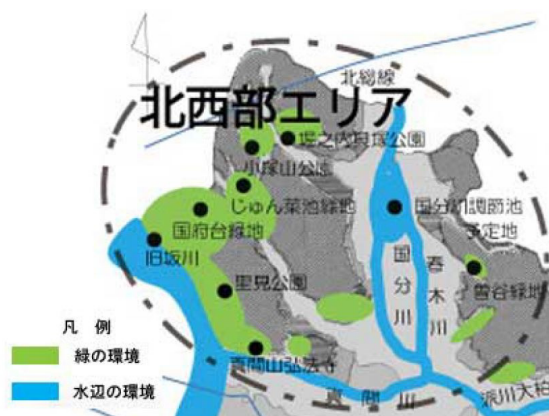 北総線
北西部エリア
堀之内貝塚公園
小塚山公園
じゅん菜池緑地
国府台緑地
国分川調節池
予定地
旧坂川
国分川
春木川
曽谷緑地
里見公園
凡 例
緑の環境
水辺の環境
真間山弘法寺
真間川
派川大柏